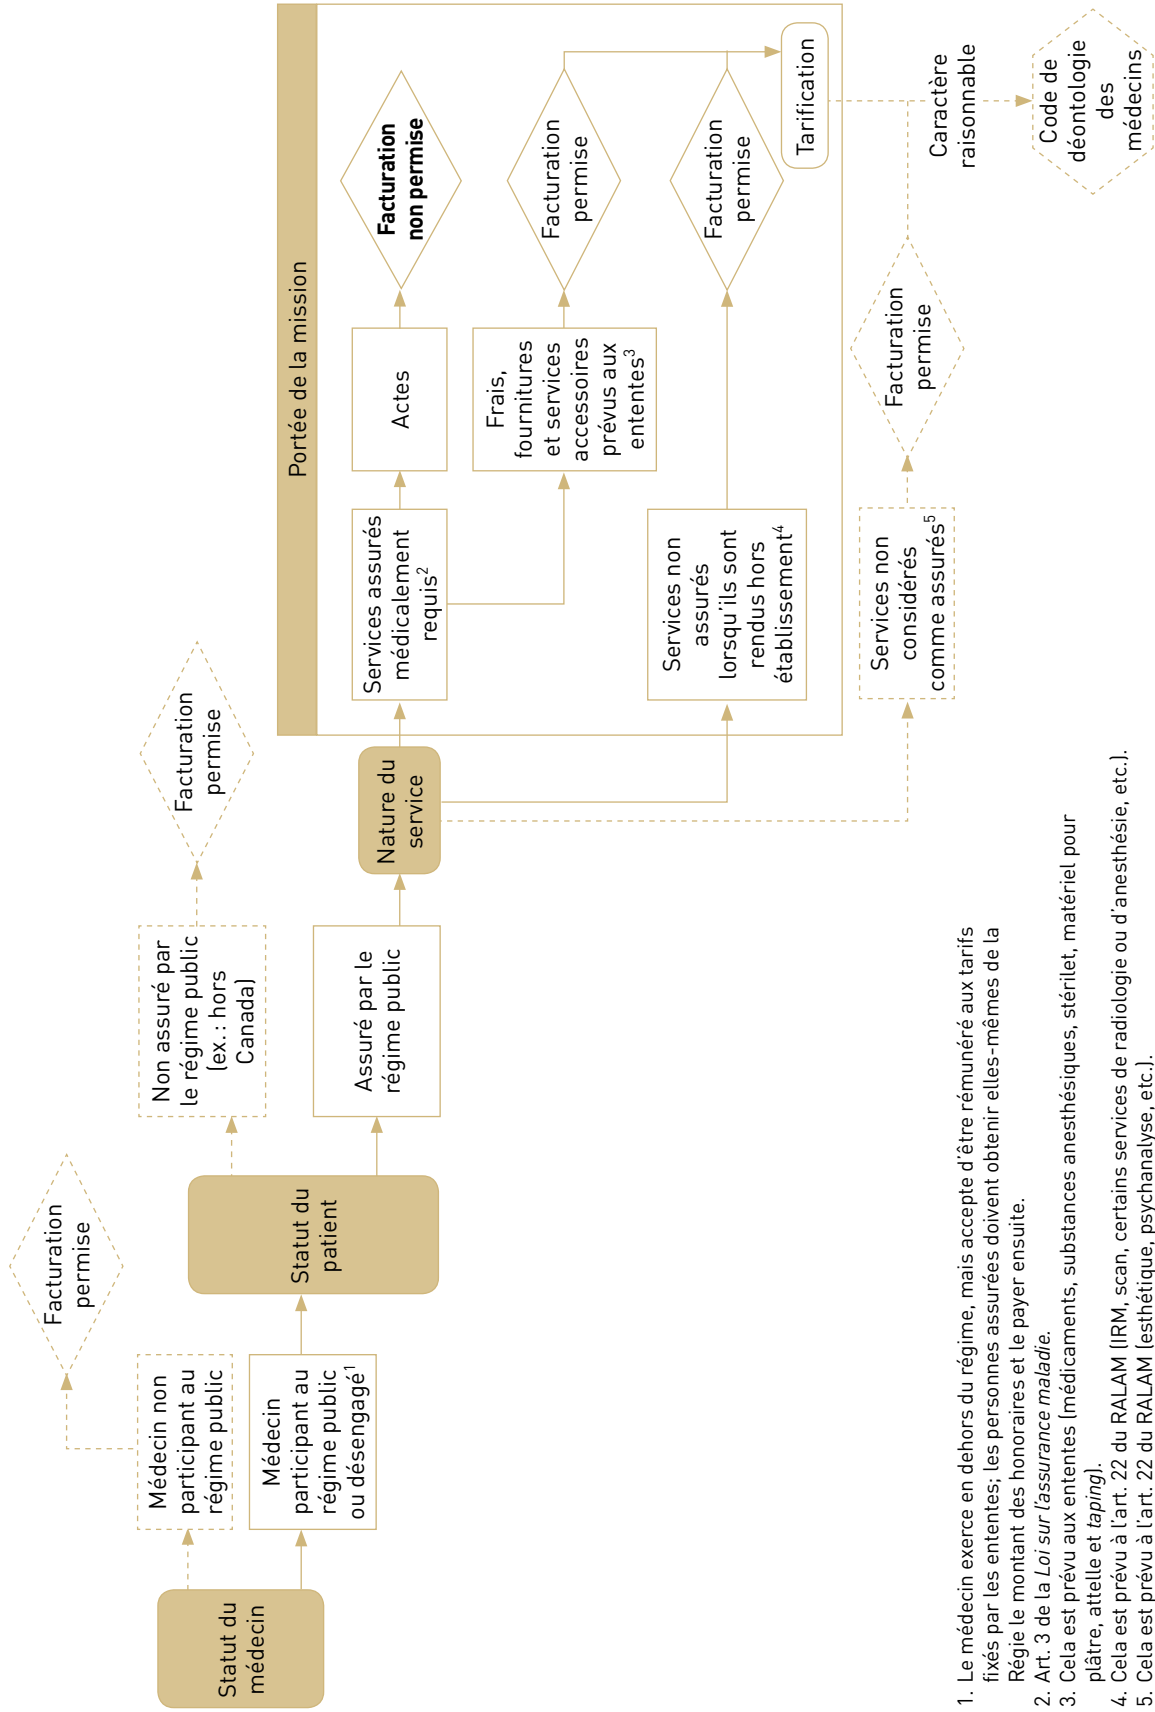 Statut du
médecin
Médecin non
participant au
régime public
Facturation
permise
Médecin
participant au
régime public
ou désengagé1
Statut du
patient
Non assuré par
le régime public
(ex. : hors
Canada)
Facturation
permise
Assuré par le
régime public
Nature du
service
Portée de la mission
Services assurés
médicalement
requis2
Actes
Facturation
non permise
Frais,
fournitures
et services
accessoires
prévus aux
ententes3
Facturation
permise
Services non
assurés
lorsqu'ils sont
rendus hors
établissement4
Facturation
permise
Tarification
Services non
considérés
comme assurés5
Facturation
permise
Caractère
raisonnable
Code de
déontologie
des
médecins
1. Le médecin exerce en dehors du régime, mais accepte d'être rémunéré aux tarifs
fixés par les ententes; les personnes assurées doivent obtenir elles-mêmes de la
Régie le montant des honoraires et le payer ensuite.
2. Art. 3 de la Loi sur l'assurance maladie.
3. Cela est prévu aux ententes (médicaments, substances anesthésiques, stérilet, matériel pour
plâtre, attelle et taping).
4. Cela est prévu à l'art. 22 du RALAM (IRM, scan, certains services de radiologie ou d'anesthésie, etc.).
5. Cela est prévu à l'art. 22 du RALAM (esthétique, psychanalyse, etc.).